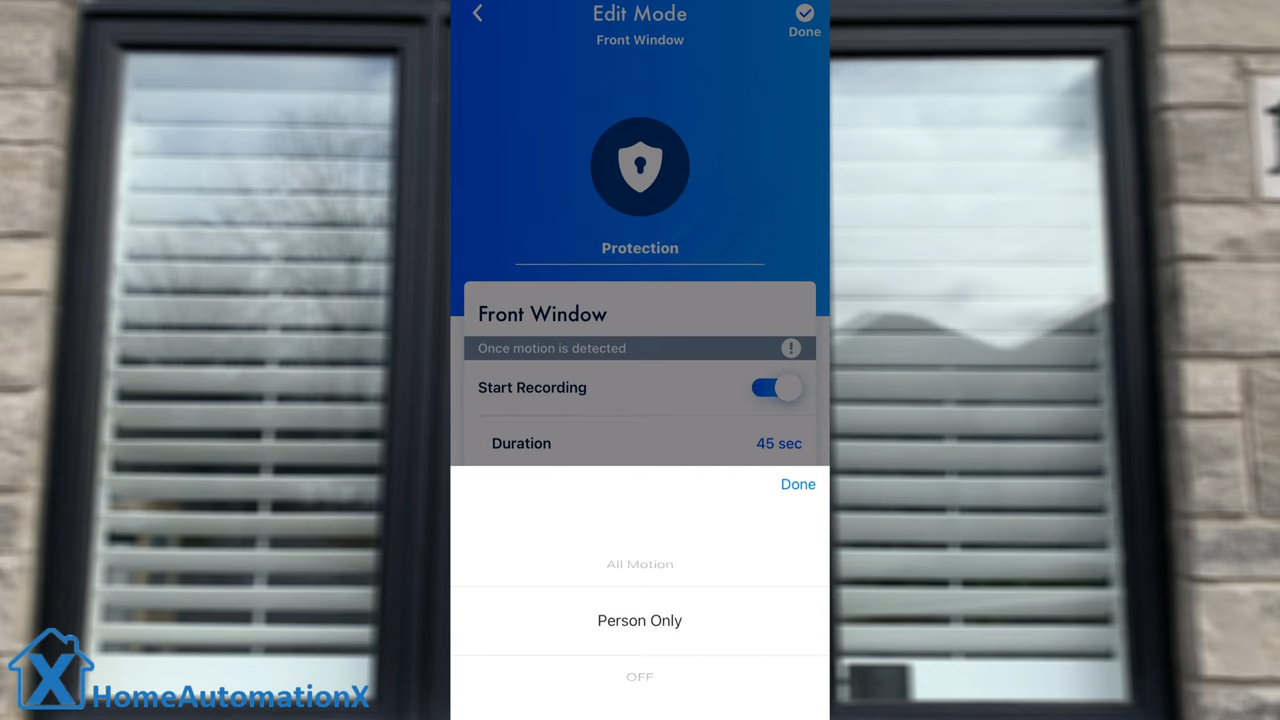 Edit Mode
Done
Front Window
Protection
Front Window
Once motion is detected
!
Start Recording
Duration
45 sec
Done
All Motion
Person Only
OFF
X HomeAutomationX